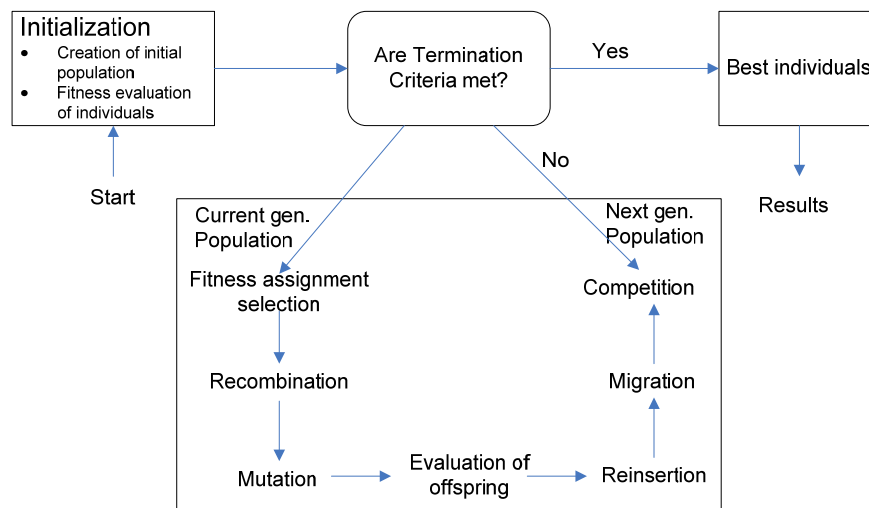 Initialization
• Creation of initial
population
• Fitness evaluation
of individuals
Are Termination
Criteria met?
Yes
Best individuals
No
Start
Results
Current gen.
Population
Next gen.
Population
Fitness assignment
selection
Competition
Recombination
Migration
Mutation
Evaluation of
offspring
Reinsertion